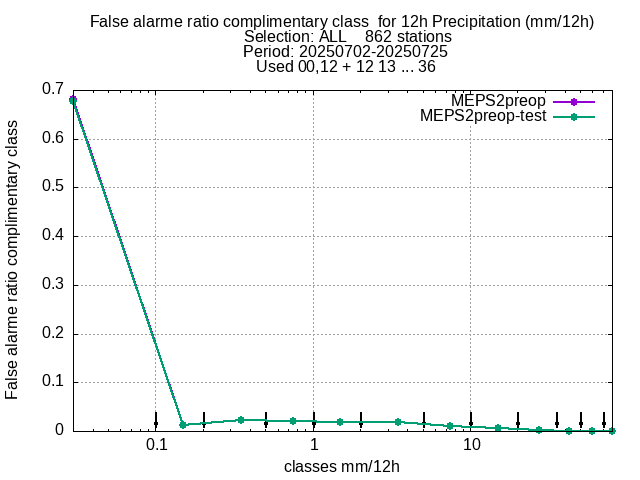 False alarme ratio complimentary class  for 12h Precipitation (mm/12h)
Selection: ALL    862 stations
Period: 20250702-20250725
Used 00,12 + 12 13 ... 36
MEPS2preop
MEPS2preop-test
False alarme ratio complimentary class
0.7
0.6
0.5
0.4
0.3
0.2
0.1
0
0.1
1
10
classes mm/12h